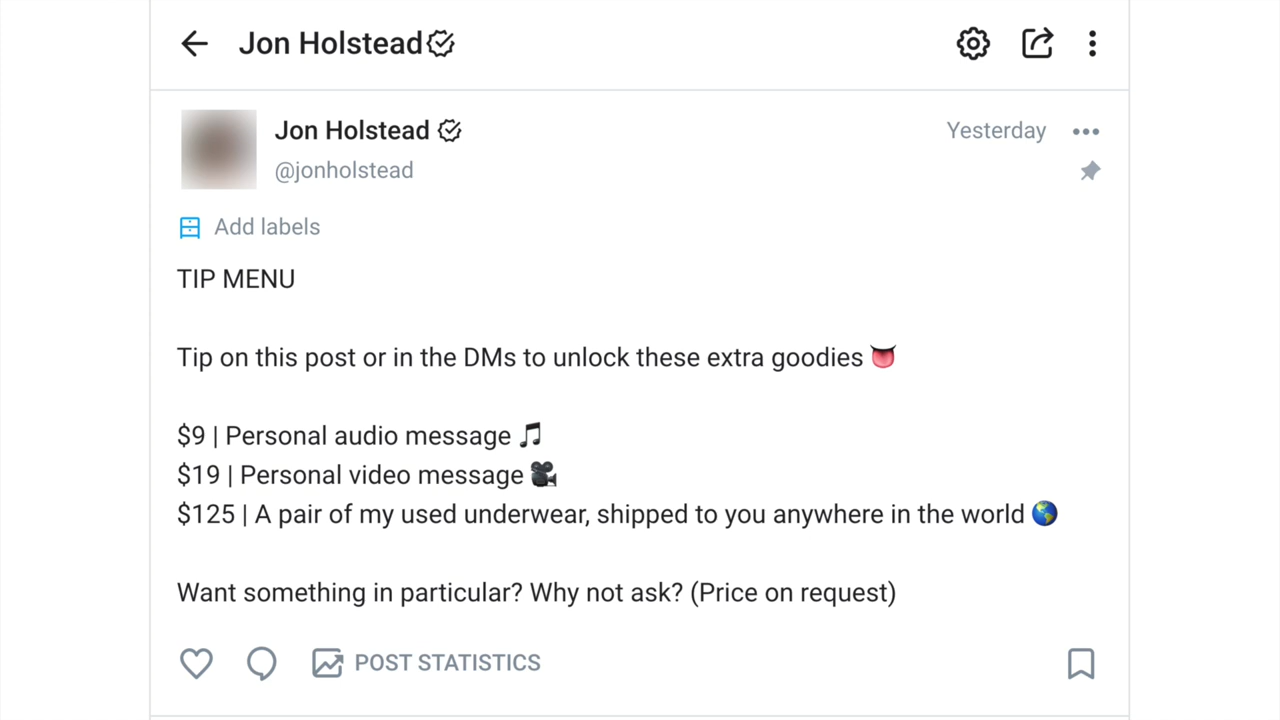 Jon Holstead
Jon Holstead
Yesterday
@jonholstead
Add labels
TIP MENU
Tip on this post or in the DMs to unlock these extra goodies 👅
$9 | Personal audio message 🎵
$19 | Personal video message 🎥
$125 | A pair of my used underwear, shipped to you anywhere in the world 🌎
Want something in particular? Why not ask? (Price on request)
POST STATISTICS